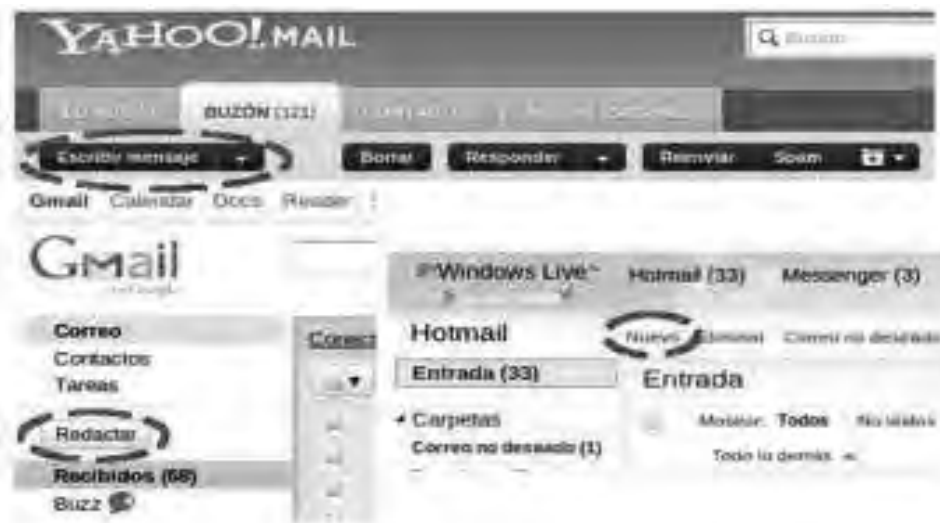 YAHOO! MAIL
BUZÓN (121)
Escribir mensaje
Borrar Responder Reenviar Spam
Gmail Calendar Docs Reader
Gmail
Correo
Contactos
Tareas
Redactar
Recibidos (68)
Buzz
Windows Live Hotmail (33) Messenger (3)
Hotmail
Nuevo Eliminar Correo no deseado
Entrada (33)
Entrada
Carpetas
Correo no deseado (1)
Mostrar: Todos No leídos
Todo lo demás